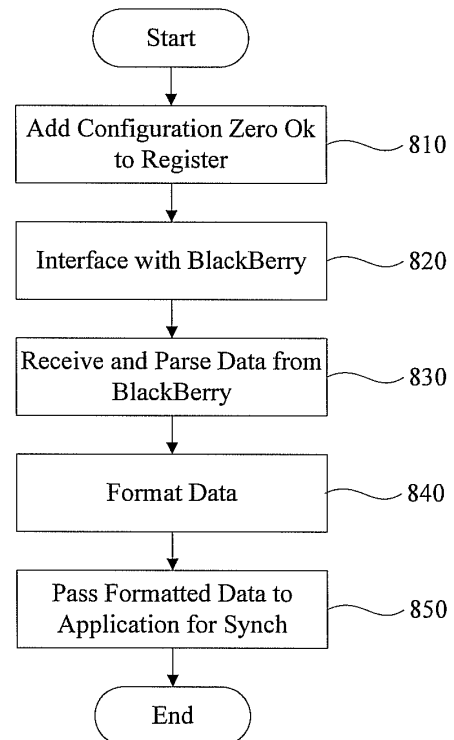 Start
Add Configuration Zero Ok
to Register
810
Interface with BlackBerry
820
Receive and Parse Data from
BlackBerry
830
Format Data
840
Pass Formatted Data to
Application for Synch
850
End